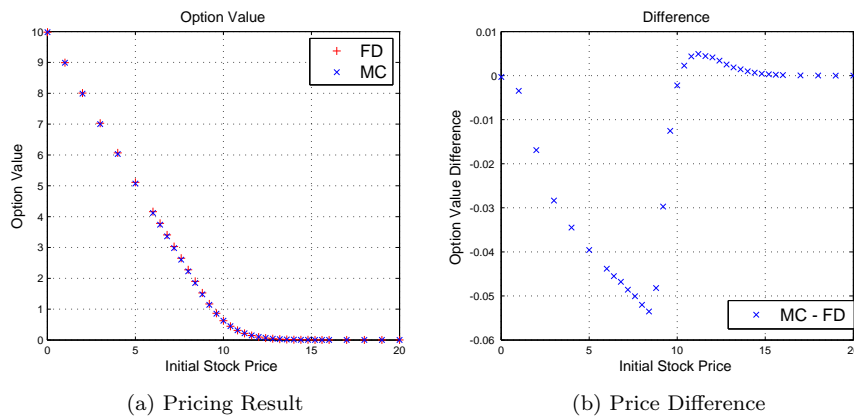 Option Value
10
9
8
7
6
5
4
3
2
1
0
Option Value
FD
MC
0
5
10
15
20
Initial Stock Price
(a) Pricing Result
Difference
0.01
0
-0.01
-0.02
-0.03
-0.04
-0.05
-0.06
Option Value Difference
MC - FD
0
5
10
15
20
Initial Stock Price
(b) Price Difference